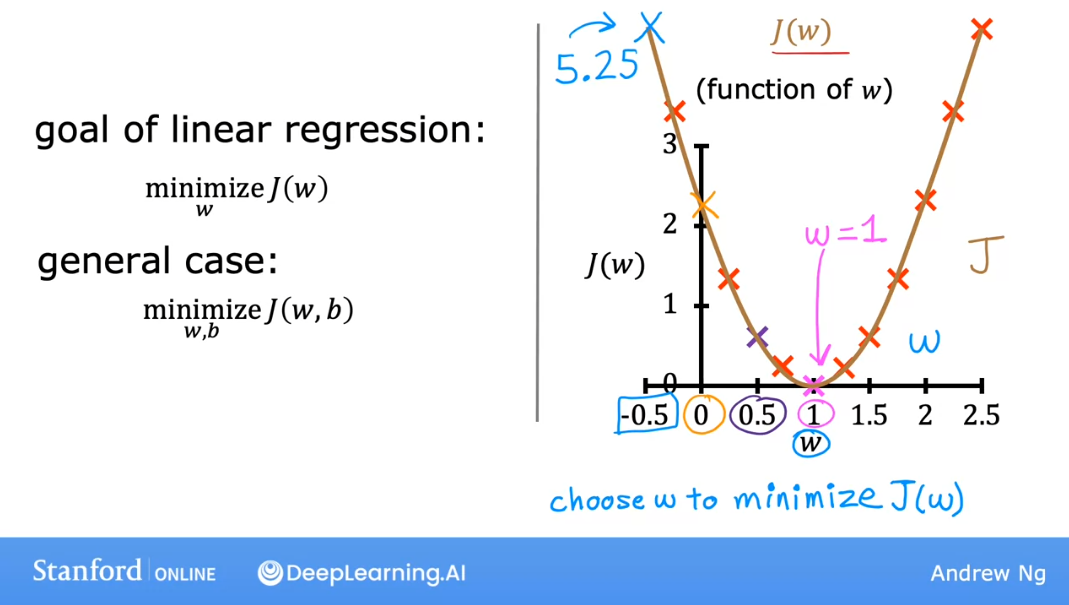 goal of linear regression:
minimize J(w)
w
general case:
minimize J(w, b)
w,b
5.25
J(w)
(function of w)
3
2
w=1
J(w)
J
1
w
0
-0.5 0 0.5 1 1.5 2 2.5
w
choose w to minimize J(w)
Stanford ONLINE
DeepLearning.AI
Andrew Ng